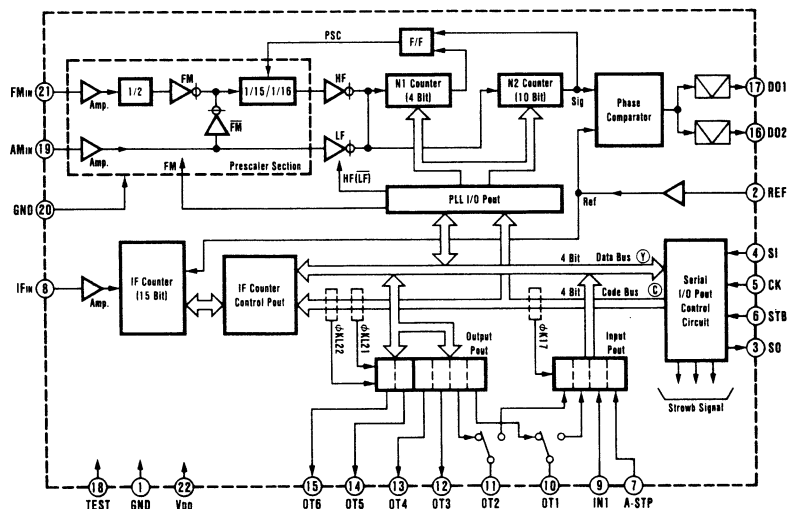 PSC
F/F
FMIN 21
Amp.
1/2
FM
1/15/1/16
HF
N1 Counter
(4 Bit)
N2 Counter
(10 Bit)
Sig
Phase
Comparator
17 DO1
16 DO2
FM
AMIN 19
Amp.
LF
Prescaler Section
FM
HF(LF)
GND 20
PLL I/O Pout
Ref
2 REF
IFIN 8
Amp.
IF Counter
(15 Bit)
IF Counter
Control Pout
4 Bit Data Bus Y
4 Bit Code Bus C
Serial
I/O Pout
Control
Circuit
4 SI
5 CK
6 STB
3 SO
φKL22
φKL21
φK17
Output
Pout
Input
Pout
Strowb Signal
18
TEST
1
GND
22
VDD
15
OT6
14
OT5
13
OT4
12
OT3
11
OT2
10
OT1
9
IN1
7
A-STP